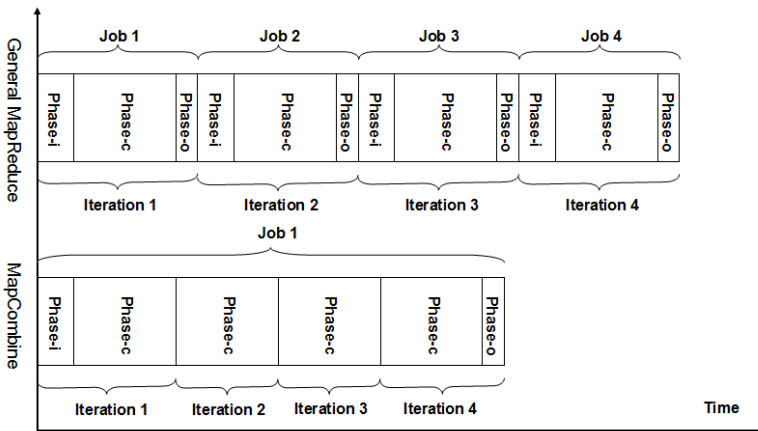 Job 1
Job 2
Job 3
Job 4
General MapReduce
Phase-i
Phase-c
Phase-o
Phase-i
Phase-c
Phase-o
Phase-i
Phase-c
Phase-o
Phase-i
Phase-c
Phase-o
Iteration 1
Iteration 2
Iteration 3
Iteration 4
Job 1
MapCombine
Phase-i
Phase-c
Phase-c
Phase-c
Phase-c
Phase-o
Iteration 1
Iteration 2
Iteration 3
Iteration 4
Time